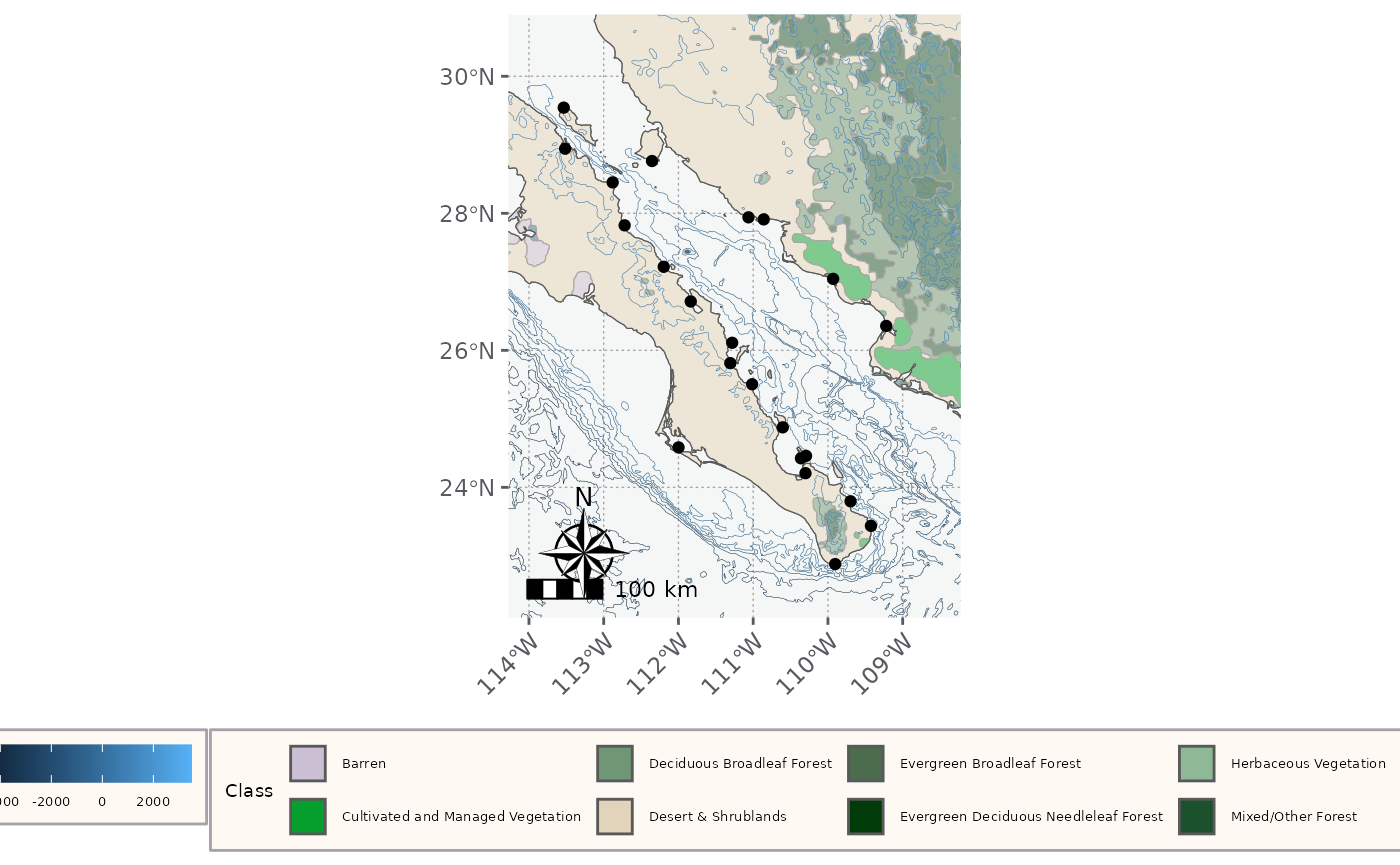 30°N
28°N
26°N
24°N
N
100 km
114°W 113°W 112°W 111°W 110°W 109°W
-2000 0 2000
Class
Barren
Deciduous Broadleaf Forest
Evergreen Broadleaf Forest
Herbaceous Vegetation
Cultivated and Managed Vegetation
Desert & Shrublands
Evergreen Deciduous Needleleaf Forest
Mixed/Other Forest